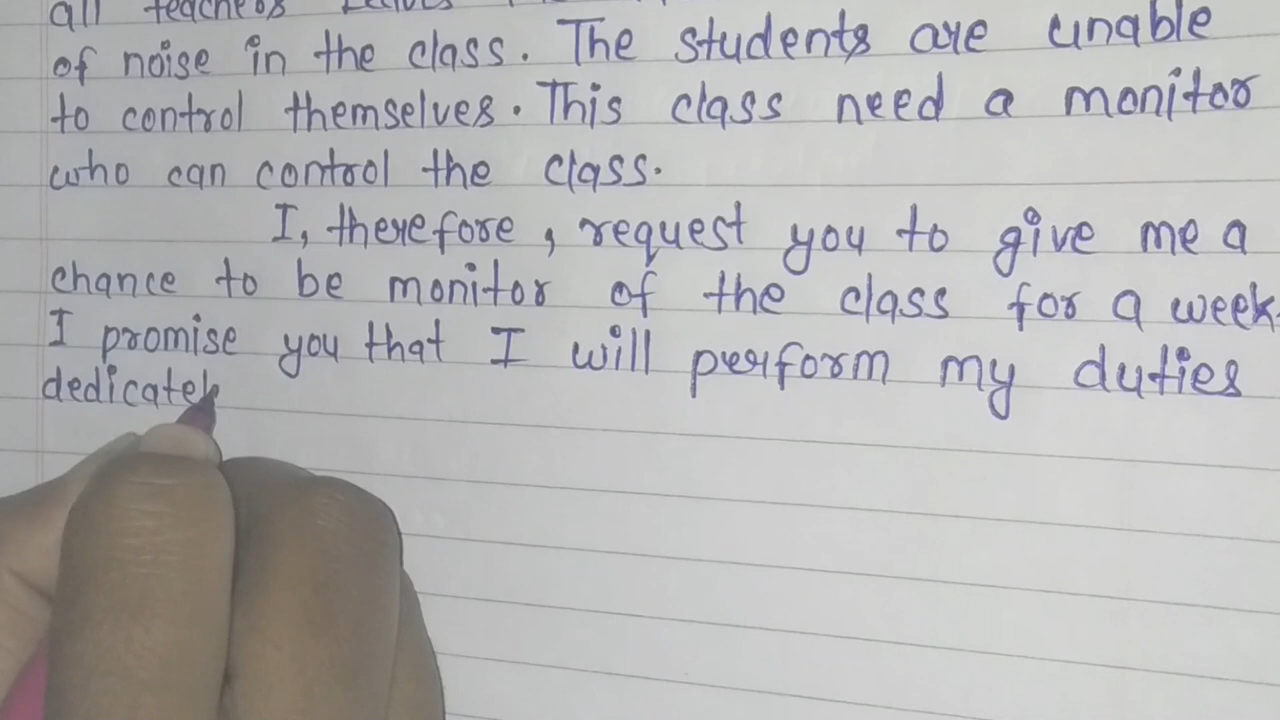 all teachers
of noise in the class. The students are unable
to control themselves. This class need a monitor
who can control the class.
I, therefore, request you to give me a
chance to be monitor of the class for a week.
I promise you that I will perform my duties